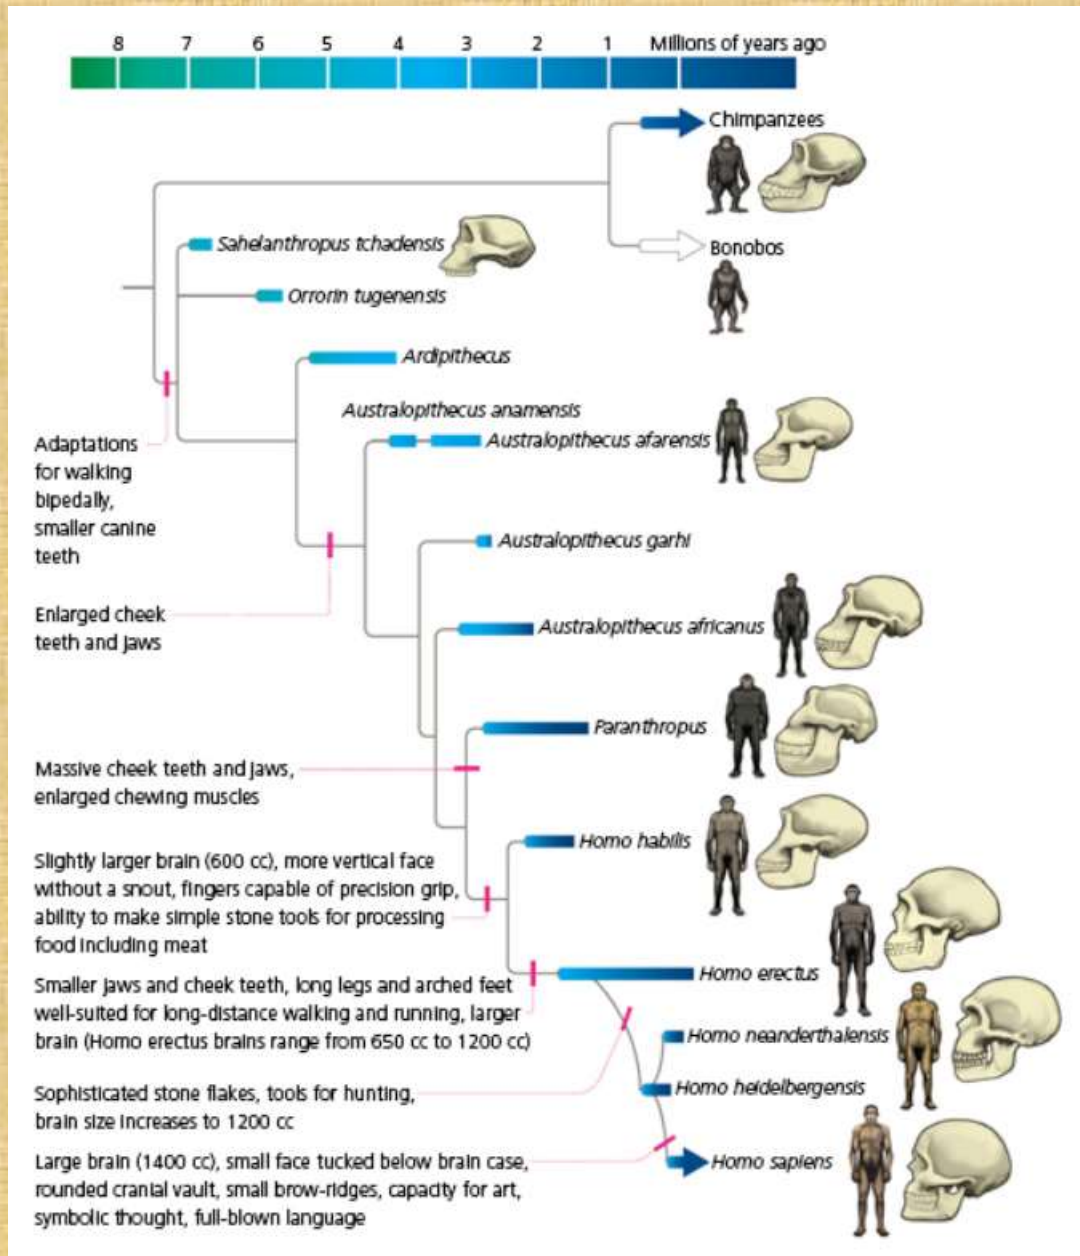 8 7 6 5 4 3 2 1 Millions of years ago
Chimpanzees
Sahelanthropus tchadensis
Bonobos
Orrorin tugenensis
Ardipithecus
Australopithecus anamensis
Australopithecus afarensis
Adaptations
for walking
bipedally,
smaller canine
teeth
Australopithecus garhi
Enlarged cheek
teeth and jaws
Australopithecus africanus
Paranthropus
Massive cheek teeth and jaws,
enlarged chewing muscles
Homo habilis
Slightly larger brain (600 cc), more vertical face
without a snout, fingers capable of precision grip,
ability to make simple stone tools for processing
food including meat
Homo erectus
Smaller jaws and cheek teeth, long legs and arched feet
well-suited for long-distance walking and running, larger
brain (Homo erectus brains range from 650 cc to 1200 cc)
Homo neanderthalensis
Homo heidelbergensis
Sophisticated stone flakes, tools for hunting,
brain size increases to 1200 cc
Homo sapiens
Large brain (1400 cc), small face tucked below brain case,
rounded cranial vault, small brow-ridges, capacity for art,
symbolic thought, full-blown language